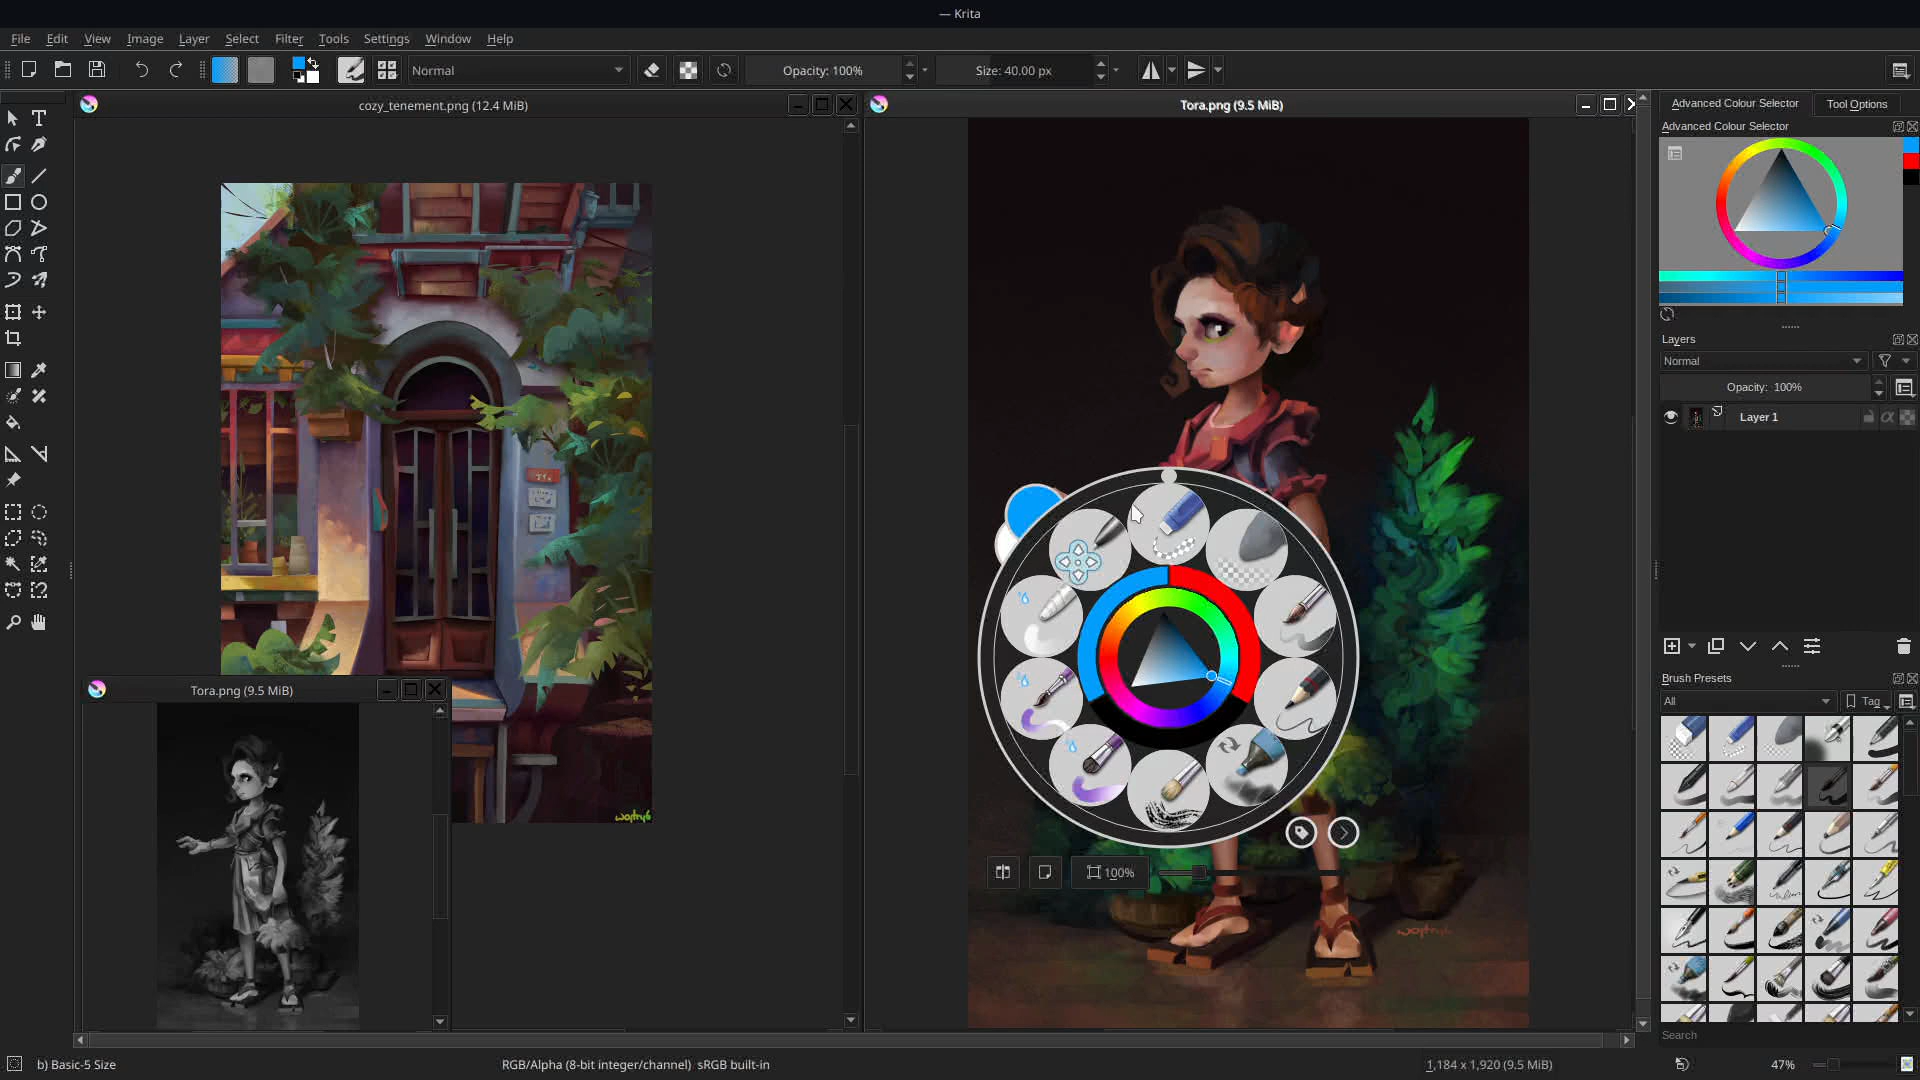 — Krita
File Edit View Image Layer Select Filter Tools Settings Window Help
Normal
Opacity: 100%
Size: 40.00 px
cozy_tenement.png (12.4 MiB)
Tora.png (9.5 MiB)
Advanced Colour Selector
Tool Options
Advanced Colour Selector
Layers
Normal
Opacity: 100%
Layer 1
Tora.png (9.5 MiB)
100%
Brush Presets
All
Tag
Search
b) Basic-5 Size
RGB/Alpha (8-bit integer/channel) sRGB built-in
1,184 x 1,920 (9.5 MiB)
47%